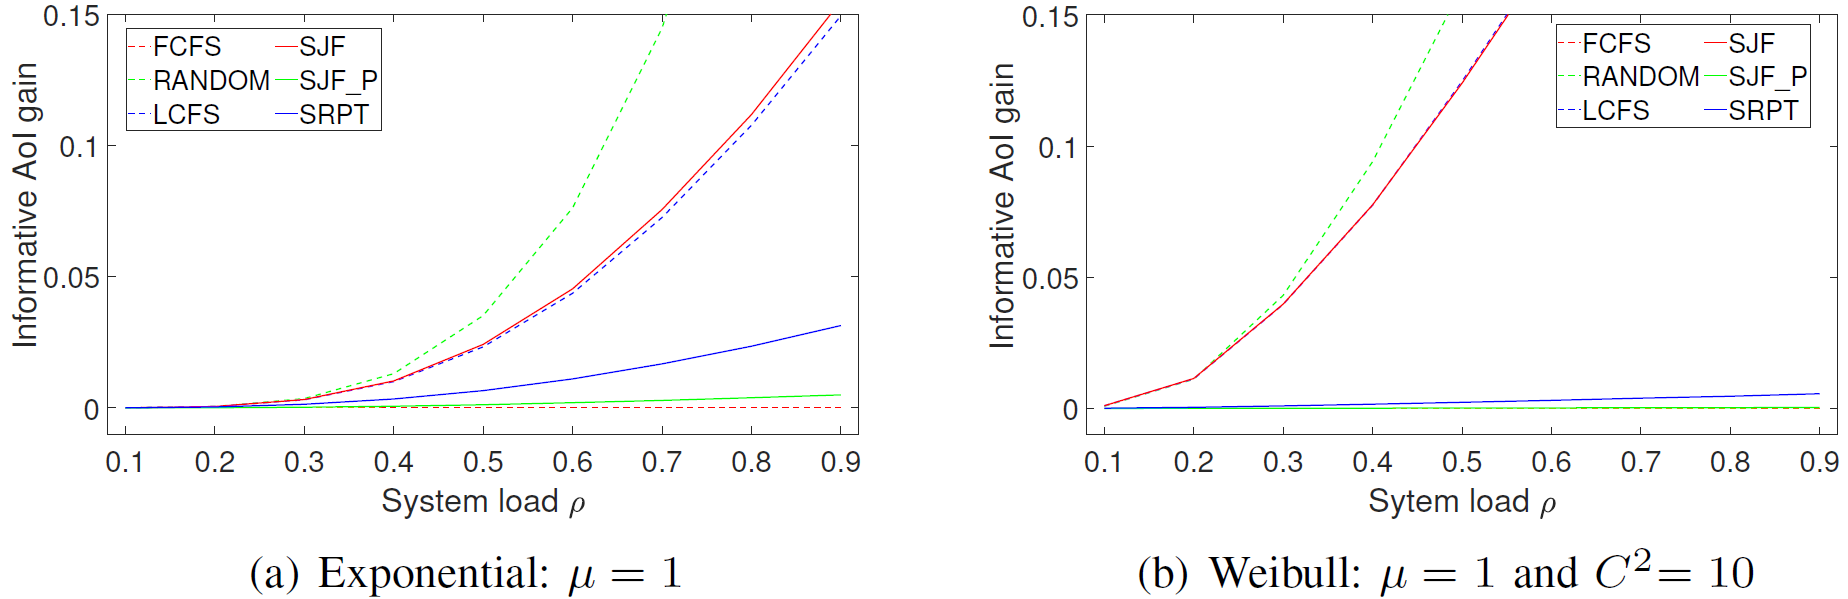 0.15
0.1
0.05
0
Informative AoI gain
FCFS SJF
RANDOM SJF_P
LCFS SRPT
0.1 0.2 0.3 0.4 0.5 0.6 0.7 0.8 0.9
System load ρ
(a) Exponential: μ = 1
0.15
0.1
0.05
0
Informative AoI gain
FCFS SJF
RANDOM SJF_P
LCFS SRPT
0.1 0.2 0.3 0.4 0.5 0.6 0.7 0.8 0.9
Sytem load ρ
(b) Weibull: μ = 1 and C² = 10